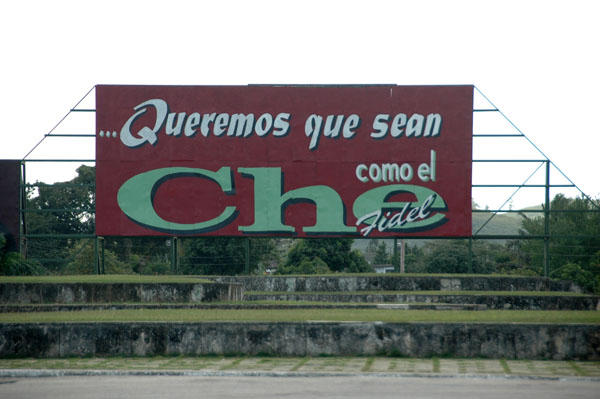 ...Queremos que sean
como el
Che
Fidel